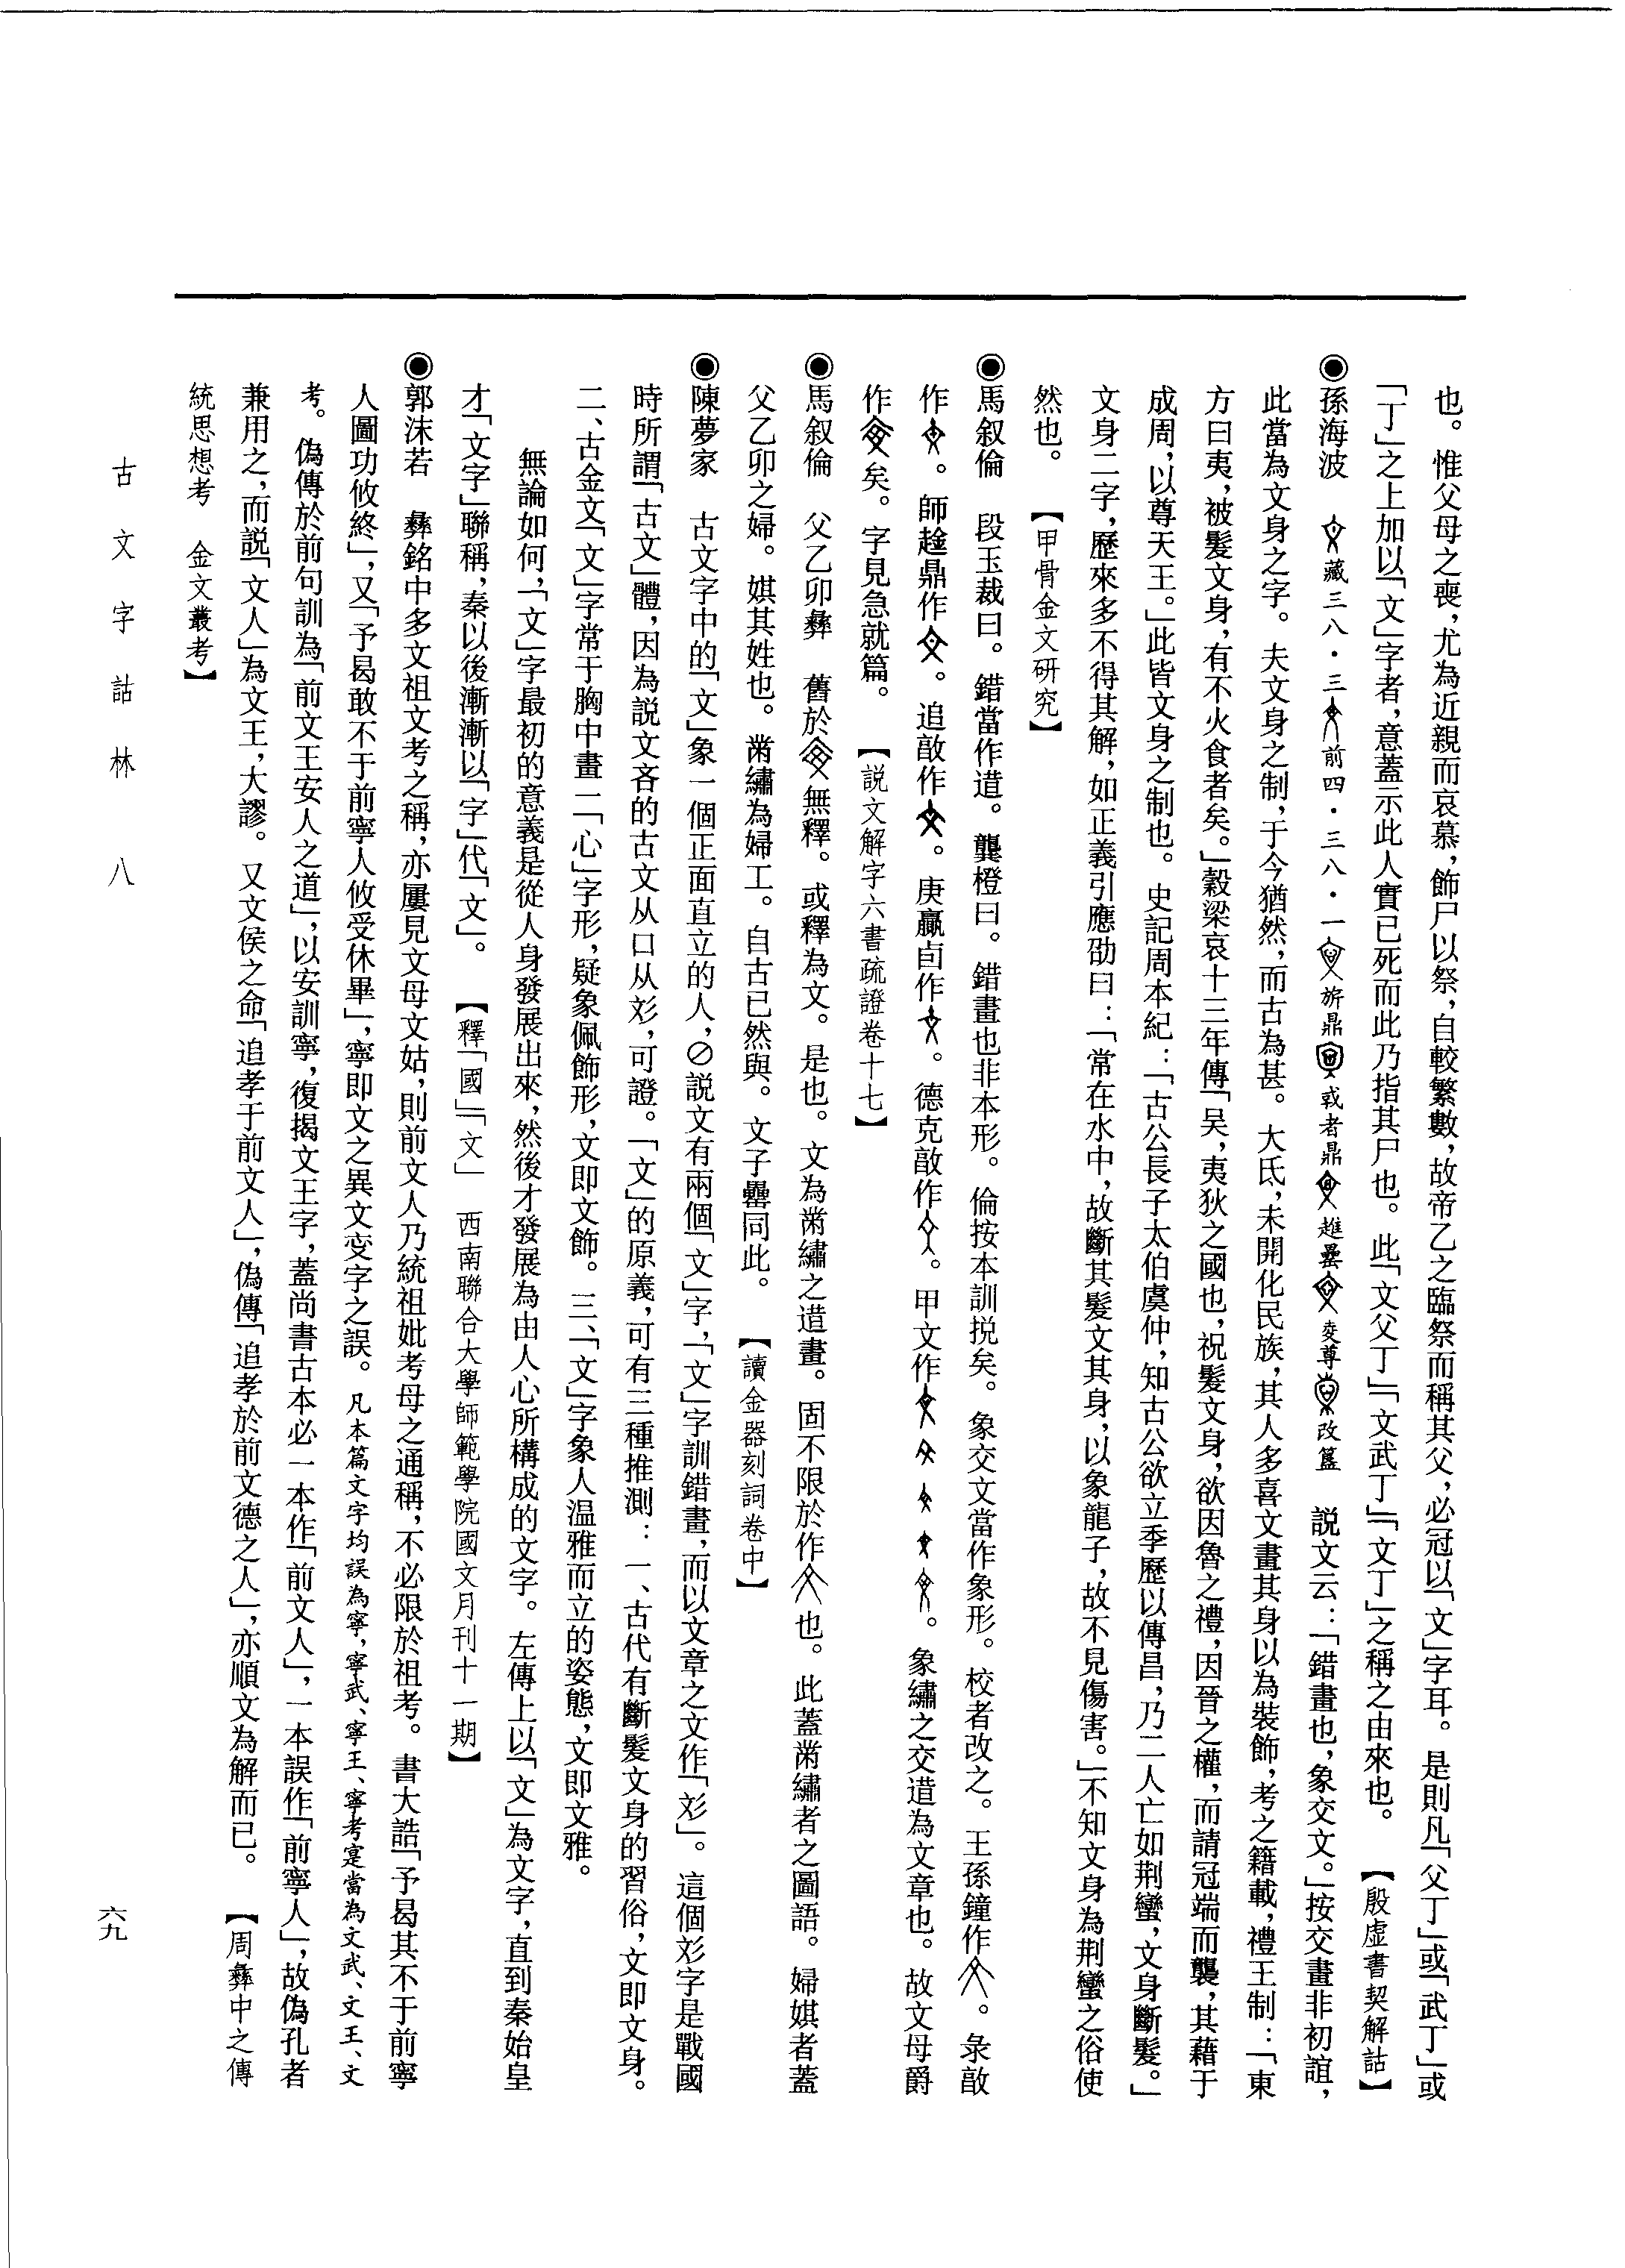 也。惟父母之喪，尤為近親而哀慕，飾尸以祭，自較繁數，故帝乙之臨祭而稱其父，必冠以「文」字耳。是則凡「父丁」或「武丁」或
「丁」之上加以「文」字者，意蓋示此人實已死而此乃指其尸也。此「文父丁」「文武丁」「文丁」之稱之由來也。　【殷虛書契解詁】
◉孫海波　藏三八・三　前四・三八・一　旂鼎　或者鼎　趩𣪘　尊　改簋　説文云：「錯畫也，象交文。」按交畫非初誼，
此當為文身之字。夫文身之制，于今猶然，而古為甚。大氐，未開化民族，其人多喜文畫其身以為裝飾，考之籍載，禮王制：「東
方曰夷，被髮文身，有不火食者矣。」穀梁哀十三年傳「吴，夷狄之國也，祝髮文身，欲因魯之禮，因晉之權，而請冠端而襲，其藉于
成周，以尊天王。」此皆文身之制也。史記周本紀：「古公長子太伯虞仲，知古公欲立季歷以傳昌，乃二人亡如荆蠻，文身斷髮。」
文身二字，歷來多不得其解，如正義引應劭曰：「常在水中，故斷其髮文其身，以象龍子，故不見傷害。」不知文身為荆蠻之俗使
然也。　【甲骨金文研究】
◉馬叙倫　段玉裁曰。錯當作逪。龔橙曰。錯畫也非本形。倫按本訓挩矣。象交文當作象形。校者改之。王孫鐘作。彔㪤
作。師趛鼎作。追㪤作。庚贏卣作。德克㪤作。甲文作。象繡之交逪為文章也。故文母爵
作矣。字見急就篇。　【説文解字六書疏證卷十七】
◉馬叙倫　父乙卯彝　舊於無釋。或釋為文。是也。文為黹繡之逪畫。固不限於作也。此蓋黹繡者之圖語。婦娸者蓋
父乙卯之婦。娸其姓也。黹繡為婦工。自古已然與。文子罍同此。　【讀金器刻詞卷中】
◉陳夢家　古文字中的「文」象一個正面直立的人，⊘説文有兩個「文」字，「文」字訓錯畫，而以文章之文作「彣」。這個彣字是戰國
時所謂「古文」體，因為説文吝的古文从口从彣，可證。「文」的原義，可有三種推測：一、古代有斷髮文身的習俗，文即文身。
二、古金文「文」字常于胸中畫一「心」字形，疑象佩飾形，文即文飾。三、「文」字象人温雅而立的姿態，文即文雅。
無論如何，「文」字最初的意義是從人身發展出來，然後才發展為由人心所構成的文字。左傳上以「文」為文字，直到秦始皇
才「文字」聯稱，秦以後漸漸以「字」代「文」。　【釋「國」「文」　西南聯合大學師範學院國文月刊十一期】
◉郭沫若　彝銘中多文祖文考之稱，亦屢見文母文姑，則前文人乃統祖妣考母之通稱，不必限於祖考。書大誥「予曷其不于前寧
人圖功攸終」，又「予曷敢不于前寧人攸受休畢」，寧即文之異文字之誤。凡本篇文字均誤為寧，寧武、寧王、寧考寔當為文武、文王、文
考。偽傳於前句訓為「前文王安人之道」，以安訓寧，復揭文王字，蓋尚書古本必一本作「前文人」，一本誤作「前寧人」，故偽孔者
兼用之，而説「文人」為文王，大謬。又文侯之命「追孝于前文人」，偽傳「追孝於前文德之人」，亦順文為解而已。　【周彝中之傳
統思想考　金文叢考】
古文字詁林　八
六九